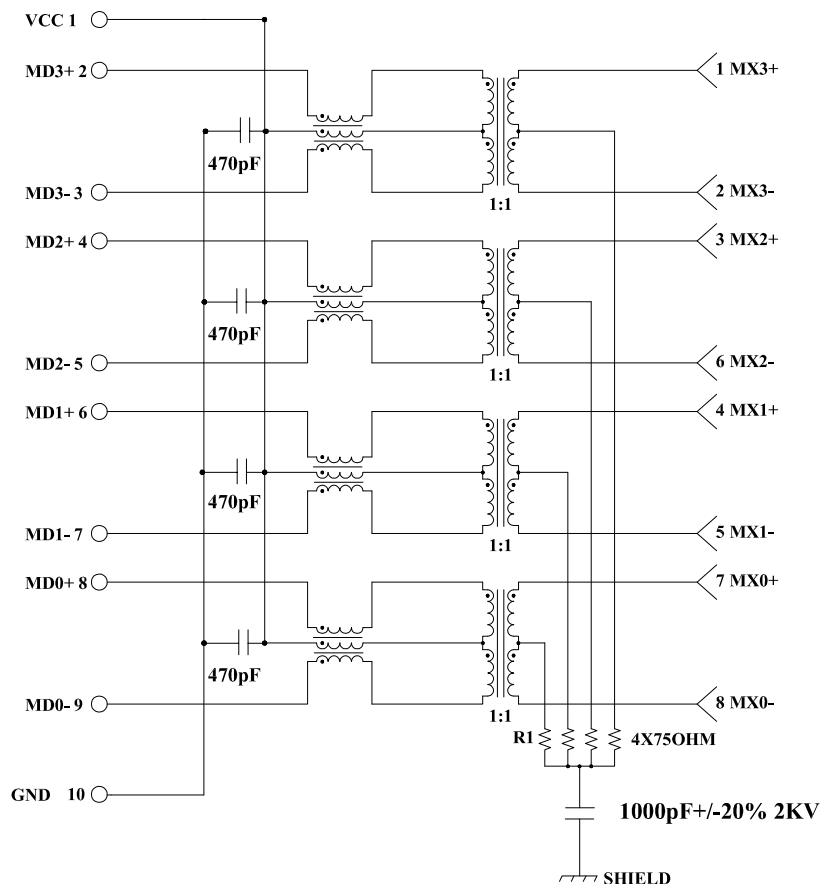 VCC 1
MD3+ 2
1 MX3+
470pF
MD3- 3
2 MX3-
1:1
MD2+ 4
3 MX2+
470pF
MD2- 5
6 MX2-
1:1
MD1+ 6
4 MX1+
470pF
MD1- 7
5 MX1-
1:1
MD0+ 8
7 MX0+
470pF
MD0- 9
8 MX0-
1:1
R1
4X75OHM
GND 10
1000pF+/-20% 2KV
SHIELD